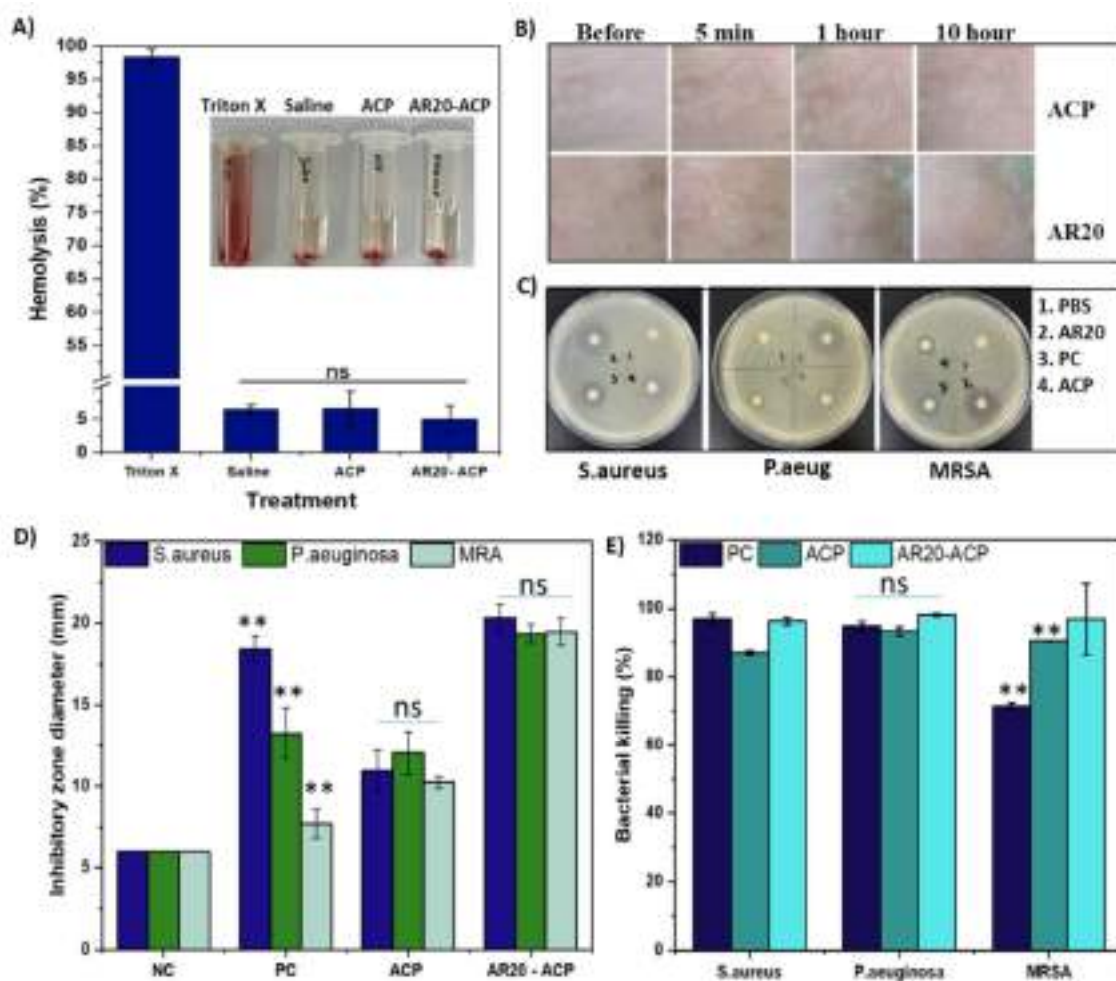 A)
100
95
90
85
80
75
70
65
60
55
5
0
Hemolysis (%)
Triton X Saline ACP AR20-ACP
ns
Triton X Saline ACP AR20- ACP
Treatment
B)
Before 5 min 1 hour 10 hour
ACP
AR20
C)
1. PBS
2. AR20
3. PC
4. ACP
S.aureus P.aeug MRSA
D)
25
20
15
10
5
0
Inhibitory zone diameter (mm)
S.aureus P.aeuginosa MRA
**
**
**
ns
ns
NC PC ACP AR20 - ACP
E)
120
100
80
60
40
20
0
Bacterial killing (%)
PC ACP AR20-ACP
ns
**
**
S.aureus P.aeuginosa MRSA